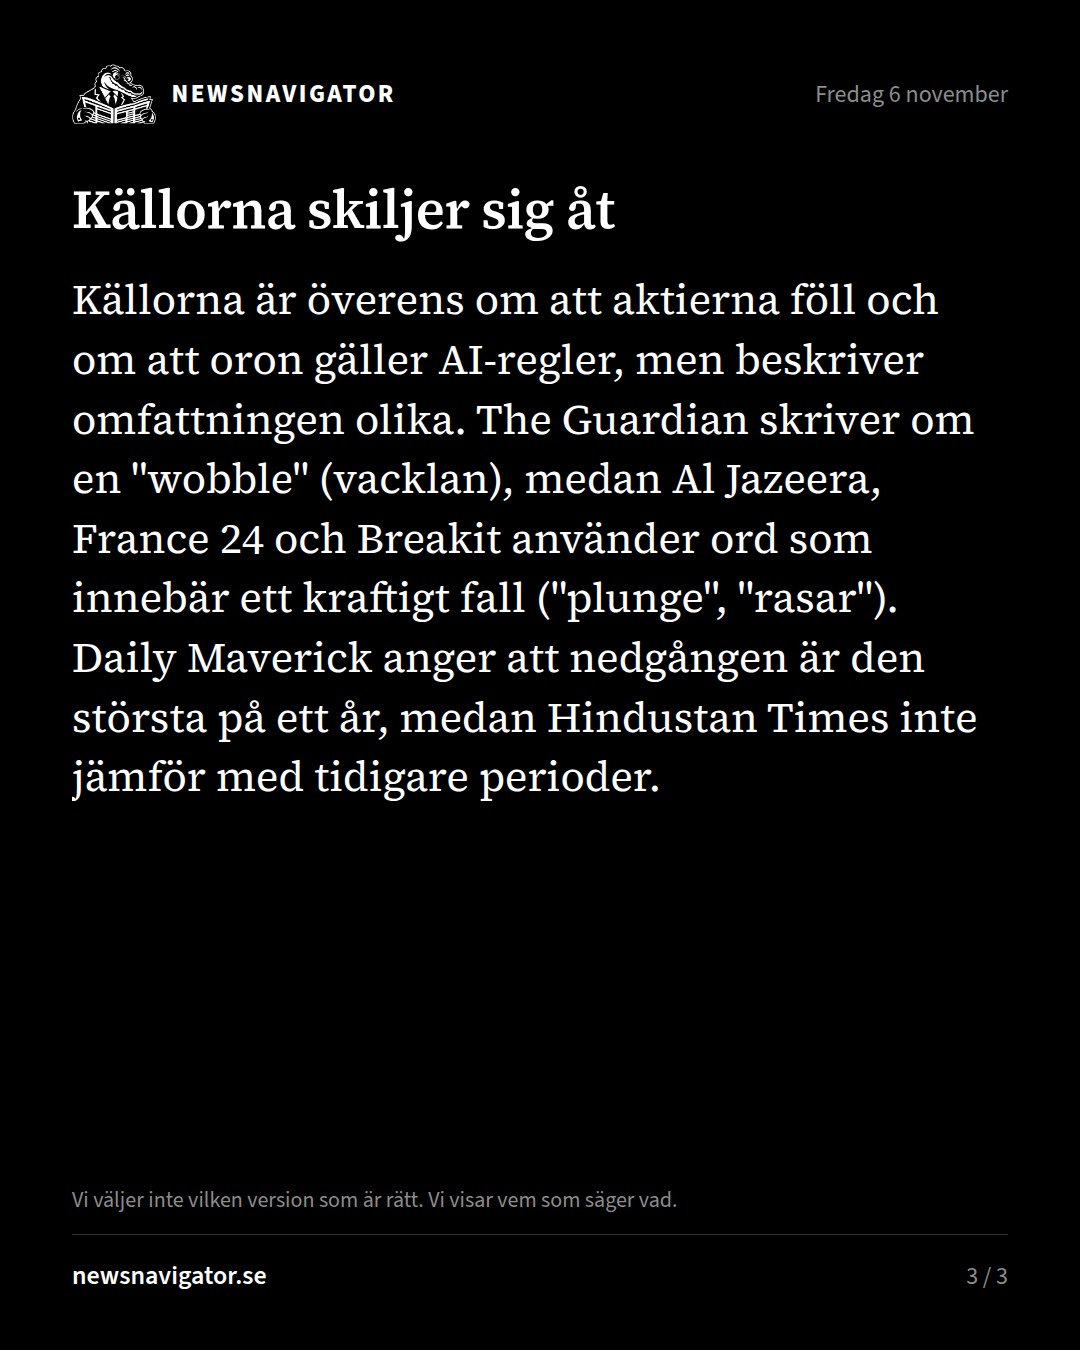 NEWSNAVIGATOR
Fredag 6 november
Källorna skiljer sig åt
Källorna är överens om att aktierna föll och
om att oron gäller AI-regler, men beskriver
omfattningen olika. The Guardian skriver om
en "wobble" (vacklan), medan Al Jazeera,
France 24 och Breakit använder ord som
innebär ett kraftigt fall ("plunge", "rasar").
Daily Maverick anger att nedgången är den
största på ett år, medan Hindustan Times inte
jämför med tidigare perioder.
Vi väljer inte vilken version som är rätt. Vi visar vem som säger vad.
newsnavigator.se
3 / 3